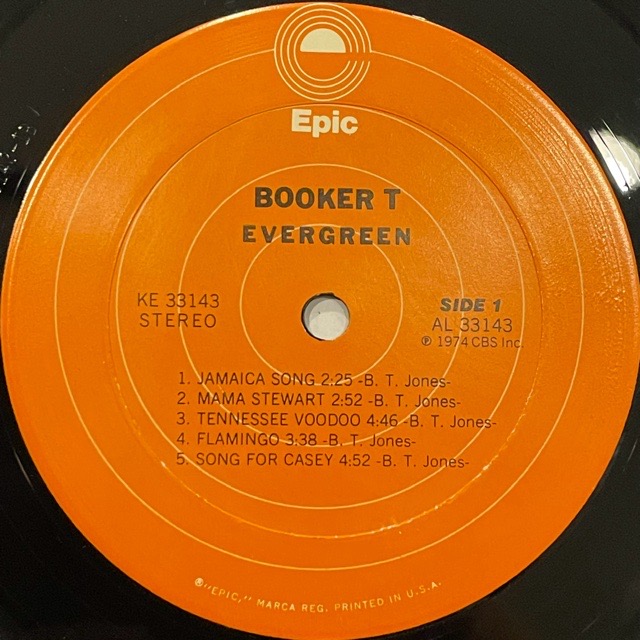 Epic
BOOKER T
EVERGREEN
KE 33143
STEREO
SIDE 1
AL 33143
℗ 1974 CBS Inc.
1. JAMAICA SONG 2:25 -B. T. Jones-
2. MAMA STEWART 2:52 -B. T. Jones-
3. TENNESSEE VOODOO 4:46 -B. T. Jones-
4. FLAMINGO 3:38 -B. T. Jones-
5. SONG FOR CASEY 4:52 -B. T. Jones-
®"EPIC," MARCA REG. PRINTED IN U.S.A.